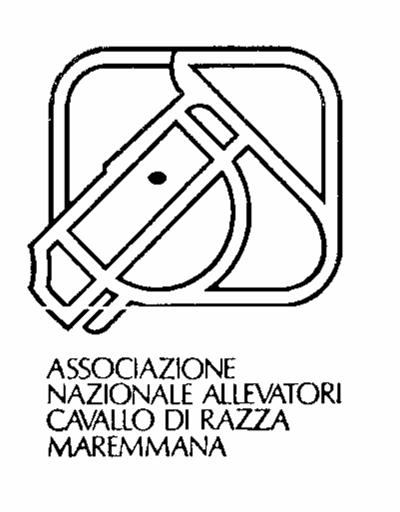 ASSOCIAZIONE
NAZIONALE ALLEVATORI
CAVALLO DI RAZZA
MAREMMANA